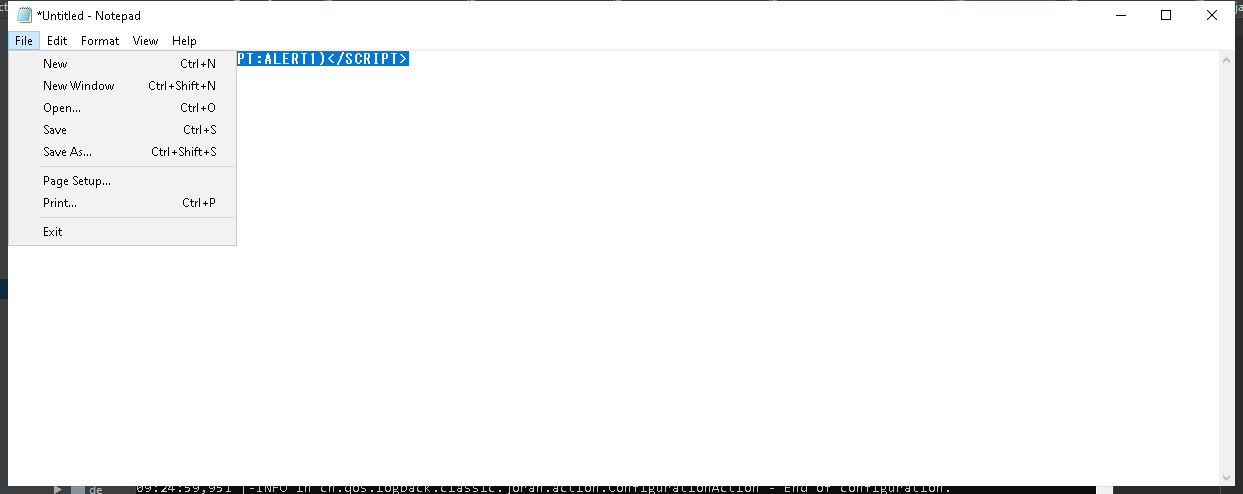 *Untitled - Notepad
File Edit Format View Help
PT:ALERT1)</SCRIPT>
New Ctrl+N
New Window Ctrl+Shift+N
Open... Ctrl+O
Save Ctrl+S
Save As... Ctrl+Shift+S
Page Setup...
Print... Ctrl+P
Exit
de 09:24:59,951 |-INFO in ch.qos.logback.classic.joran.action.ConfigurationAction - End of configuration.